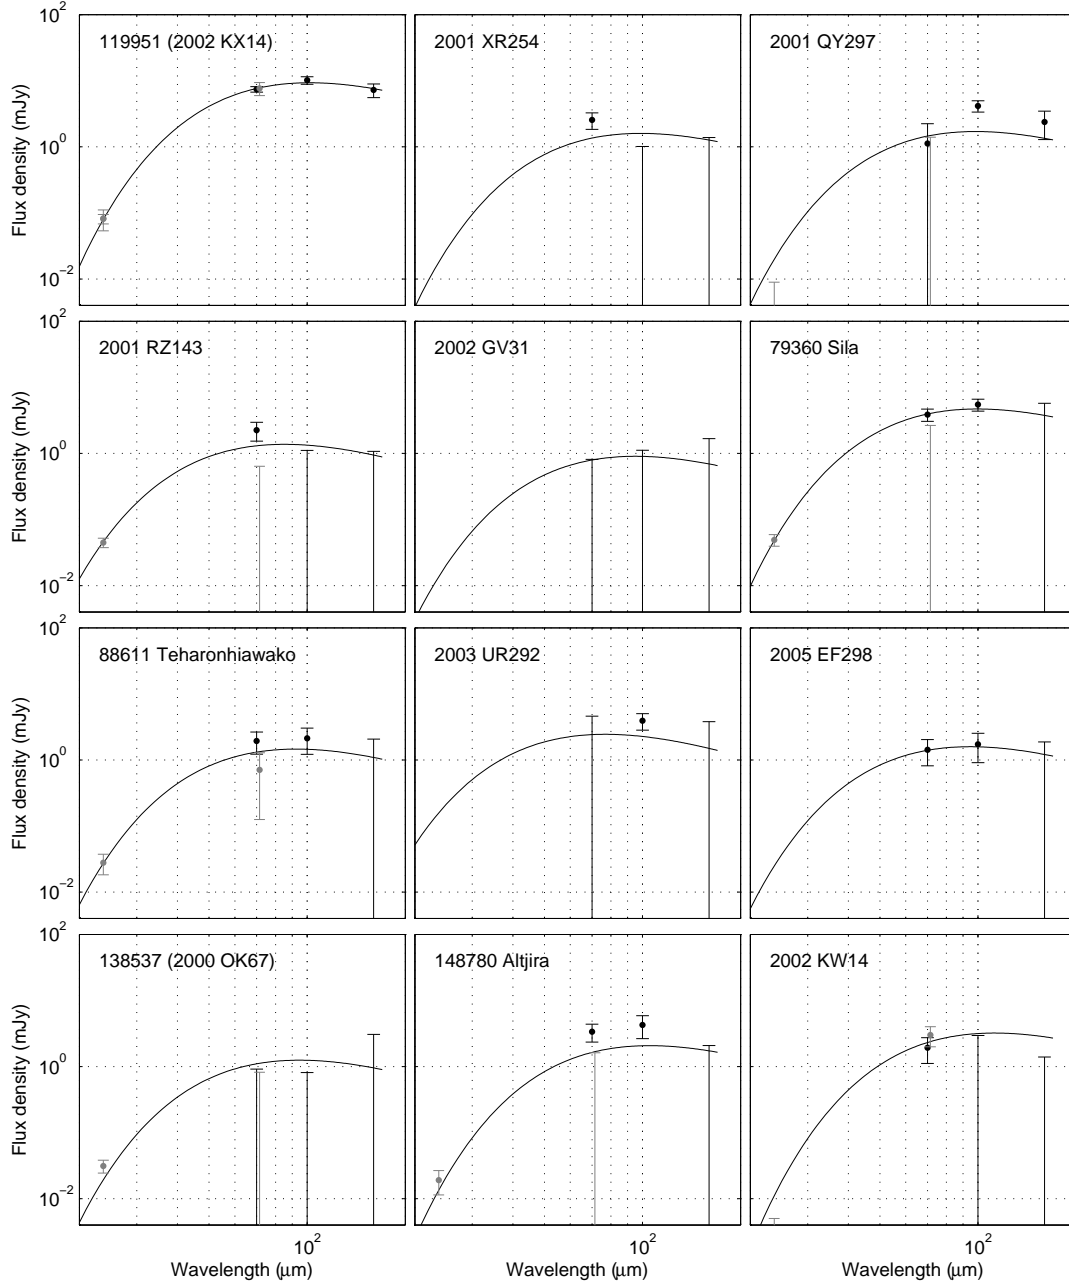 119951 (2002 KX14)
2001 XR254
2001 QY297
10^2
10^0
10^-2
Flux density (mJy)
2001 RZ143
2002 GV31
79360 Sila
10^2
10^0
10^-2
Flux density (mJy)
88611 Teharonhiawako
2003 UR292
2005 EF298
10^2
10^0
10^-2
Flux density (mJy)
138537 (2000 OK67)
148780 Altjira
2002 KW14
10^2
10^0
10^-2
Flux density (mJy)
10^2
10^2
10^2
Wavelength (μm)
Wavelength (μm)
Wavelength (μm)